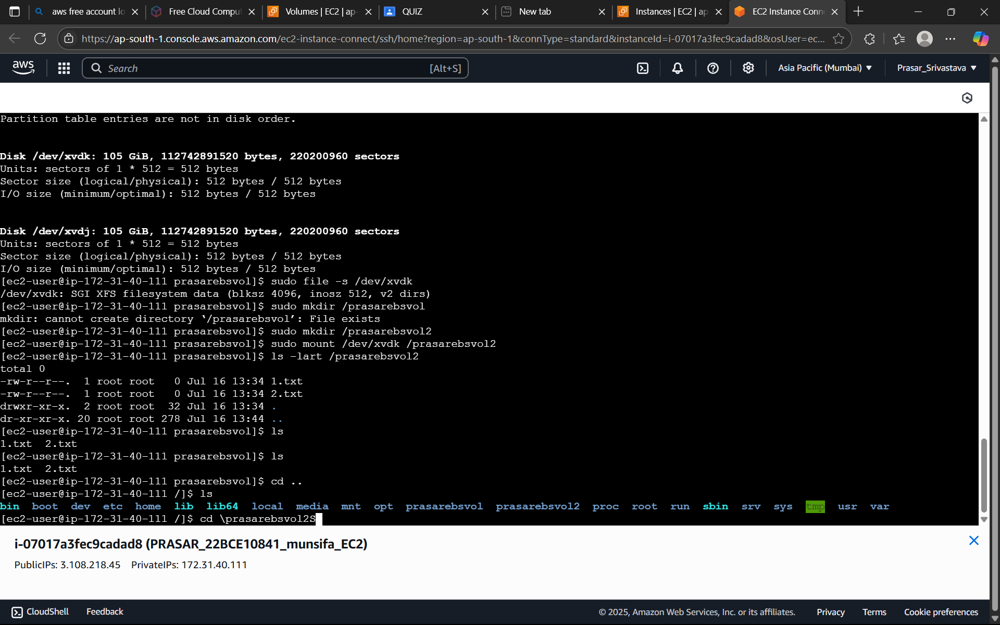 aws free account lo
Free Cloud Comput
Volumes | EC2 | ap-
QUIZ
New tab
Instances | EC2 | ap
EC2 Instance Conn
https://ap-south-1.console.aws.amazon.com/ec2-instance-connect/ssh/home?region=ap-south-1&connType=standard&instanceId=i-07017a3fec9cadad8&osUser=ec...
aws
Search
[Alt+S]
Asia Pacific (Mumbai)
Prasar_Srivastava
Partition table entries are not in disk order.
Disk /dev/xvdk: 105 GiB, 112742891520 bytes, 220200960 sectors
Units: sectors of 1 * 512 = 512 bytes
Sector size (logical/physical): 512 bytes / 512 bytes
I/O size (minimum/optimal): 512 bytes / 512 bytes
Disk /dev/xvdj: 105 GiB, 112742891520 bytes, 220200960 sectors
Units: sectors of 1 * 512 = 512 bytes
Sector size (logical/physical): 512 bytes / 512 bytes
I/O size (minimum/optimal): 512 bytes / 512 bytes
[ec2-user@ip-172-31-40-111 prasarebsvol]$ sudo file -s /dev/xvdk
/dev/xvdk: SGI XFS filesystem data (blksz 4096, inosz 512, v2 dirs)
[ec2-user@ip-172-31-40-111 prasarebsvol]$ sudo mkdir /prasarebsvol
mkdir: cannot create directory ‘/prasarebsvol’: File exists
[ec2-user@ip-172-31-40-111 prasarebsvol]$ sudo mkdir /prasarebsvol2
[ec2-user@ip-172-31-40-111 prasarebsvol]$ sudo mount /dev/xvdk /prasarebsvol2
[ec2-user@ip-172-31-40-111 prasarebsvol]$ ls -lart /prasarebsvol2
total 0
-rw-r--r--.  1 root root   0 Jul 16 13:34 1.txt
-rw-r--r--.  1 root root   0 Jul 16 13:34 2.txt
drwxr-xr-x.  2 root root  32 Jul 16 13:34 .
dr-xr-xr-x. 20 root root 278 Jul 16 13:44 ..
[ec2-user@ip-172-31-40-111 prasarebsvol]$ ls
1.txt  2.txt
[ec2-user@ip-172-31-40-111 prasarebsvol]$ ls
1.txt  2.txt
[ec2-user@ip-172-31-40-111 prasarebsvol]$ cd ..
[ec2-user@ip-172-31-40-111 /]$ ls
bin  boot  dev  etc  home  lib  lib64  local  media  mnt  opt  prasarebsvol  prasarebsvol2  proc  root  run  sbin  srv  sys  tmp  usr  var
[ec2-user@ip-172-31-40-111 /]$ cd \prasarebsvol2S
i-07017a3fec9cadad8 (PRASAR_22BCE10841_munsifa_EC2)
PublicIPs: 3.108.218.45    PrivateIPs: 172.31.40.111
CloudShell
Feedback
© 2025, Amazon Web Services, Inc. or its affiliates.
Privacy
Terms
Cookie preferences